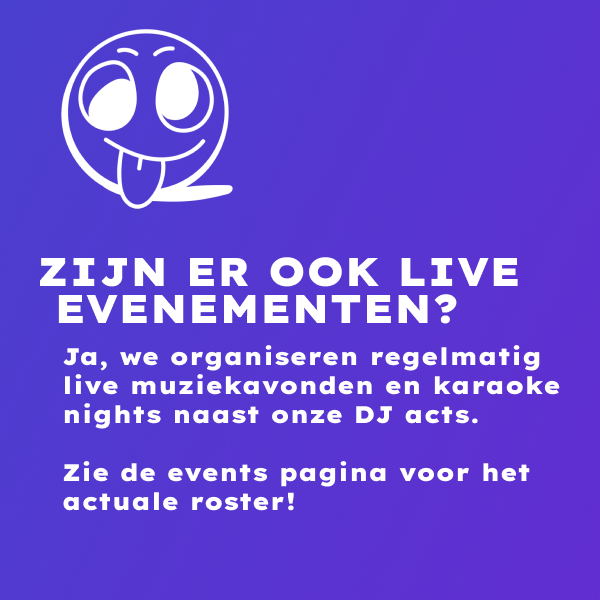 ZIJN ER OOK LIVE
EVENEMENTEN?
Ja, we organiseren regelmatig
live muziekavonden en karaoke
nights naast onze DJ acts.
Zie de events pagina voor het
actuale roster!